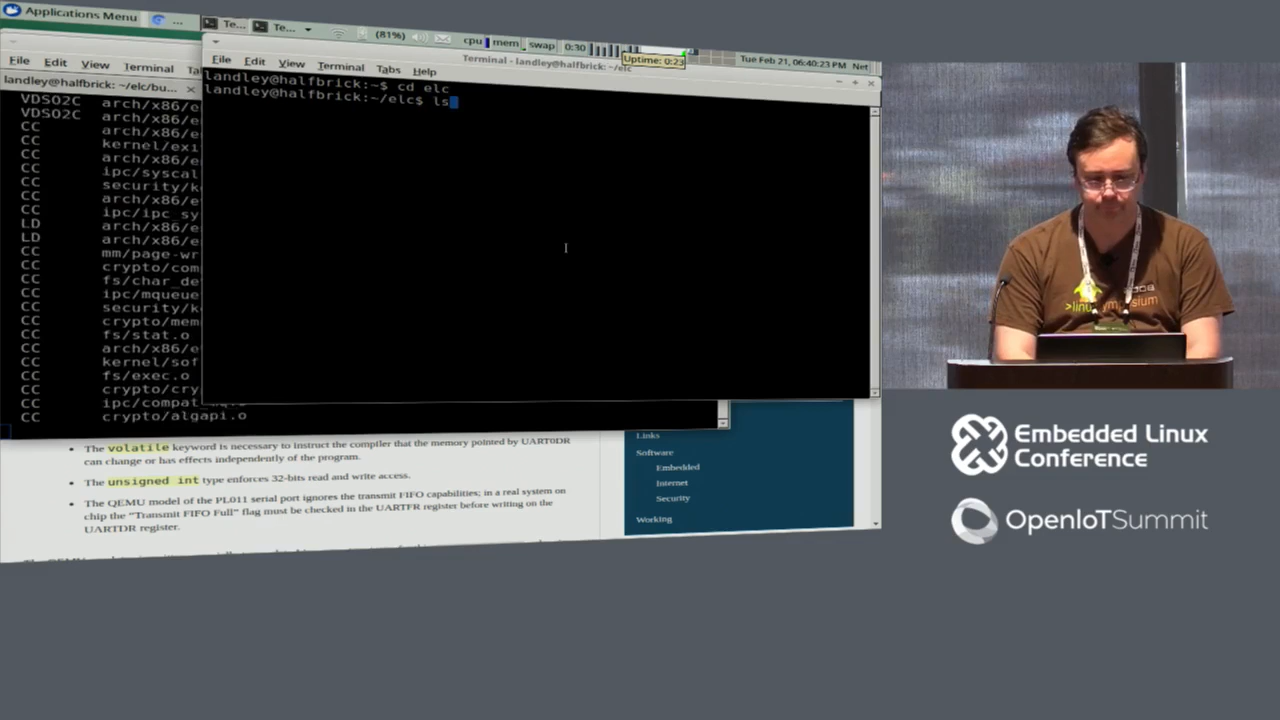 Applications Menu
...
Te...
Te...
(81%)
cpu
mem
swap
0:30
Uptime: 0:23
Tue Feb 21, 06:40:23 PM
Net
File Edit View Terminal Ta
landley@halfbrick: ~/elc/bu...
VDSO2C arch/x86/e
VDSO2C arch/x86/e
CC arch/x86/e
CC kernel/exi
CC arch/x86/e
CC ipc/syscal
CC security/k
CC arch/x86/e
CC ipc/ipc_sy
LD arch/x86/e
LD arch/x86/e
CC mm/page-wr
CC crypto/com
CC fs/char_de
CC ipc/mqueue
CC security/k
CC crypto/mem
CC fs/stat.o
CC arch/x86/e
CC kernel/sof
CC fs/exec.o
CC crypto/cry
CC ipc/compat_mq.o
CC crypto/algapi.o
Terminal - landley@halfbrick: ~/elc
File Edit View Terminal Tabs Help
landley@halfbrick:~$ cd elc
landley@halfbrick:~/elc$ ls
• The volatile keyword is necessary to instruct the compiler that the memory pointed by UART0DR
can change or has effects independently of the program.
• The unsigned int type enforces 32-bits read and write access.
• The QEMU model of the PL011 serial port ignores the transmit FIFO capabilities; in a real system on
chip the “Transmit FIFO Full” flag must be checked in the UARTFR register before writing on the
UARTDR register.
Links
Software
Embedded
Internet
Security
Working
>linuxsymposium
Embedded Linux
Conference
OpenIoTSummit